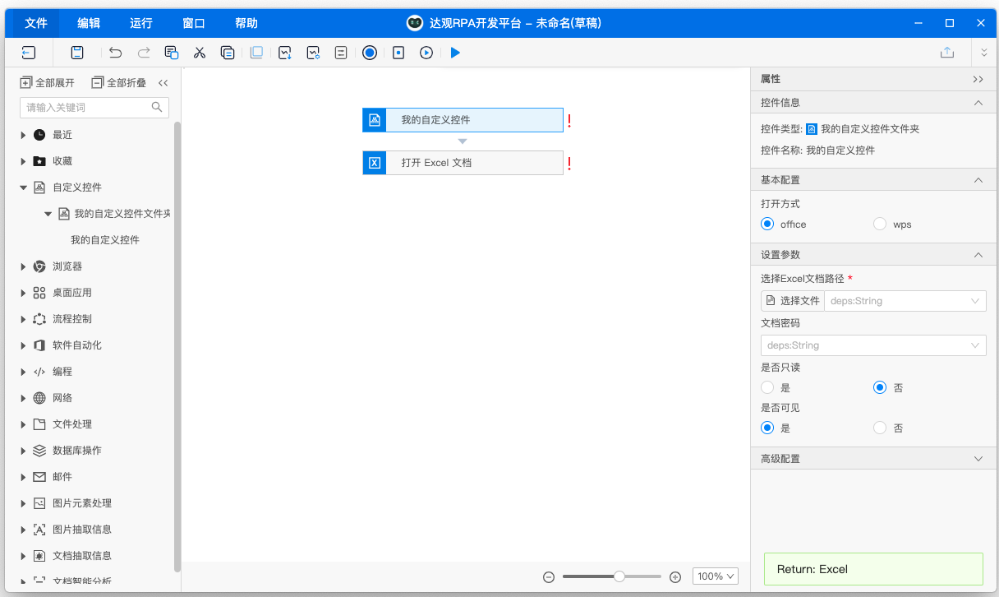 文件 编辑 运行 窗口 帮助 达观RPA开发平台 – 未命名(草稿)
全部展开 全部折叠
请输入关键词
最近
收藏
自定义控件
我的自定义控件文件夹
我的自定义控件
浏览器
桌面应用
流程控制
软件自动化
编程
网络
文件处理
数据库操作
邮件
图片元素处理
图片抽取信息
文档抽取信息
文档智能分析
我的自定义控件 !
打开 Excel 文档 !
100%
属性
控件信息
控件类型: 我的自定义控件文件夹
控件名称: 我的自定义控件
基本配置
打开方式
office wps
设置参数
选择Excel文档路径 *
选择文件 deps:String
文档密码
deps:String
是否只读
是 否
是否可见
是 否
高级配置
Return: Excel